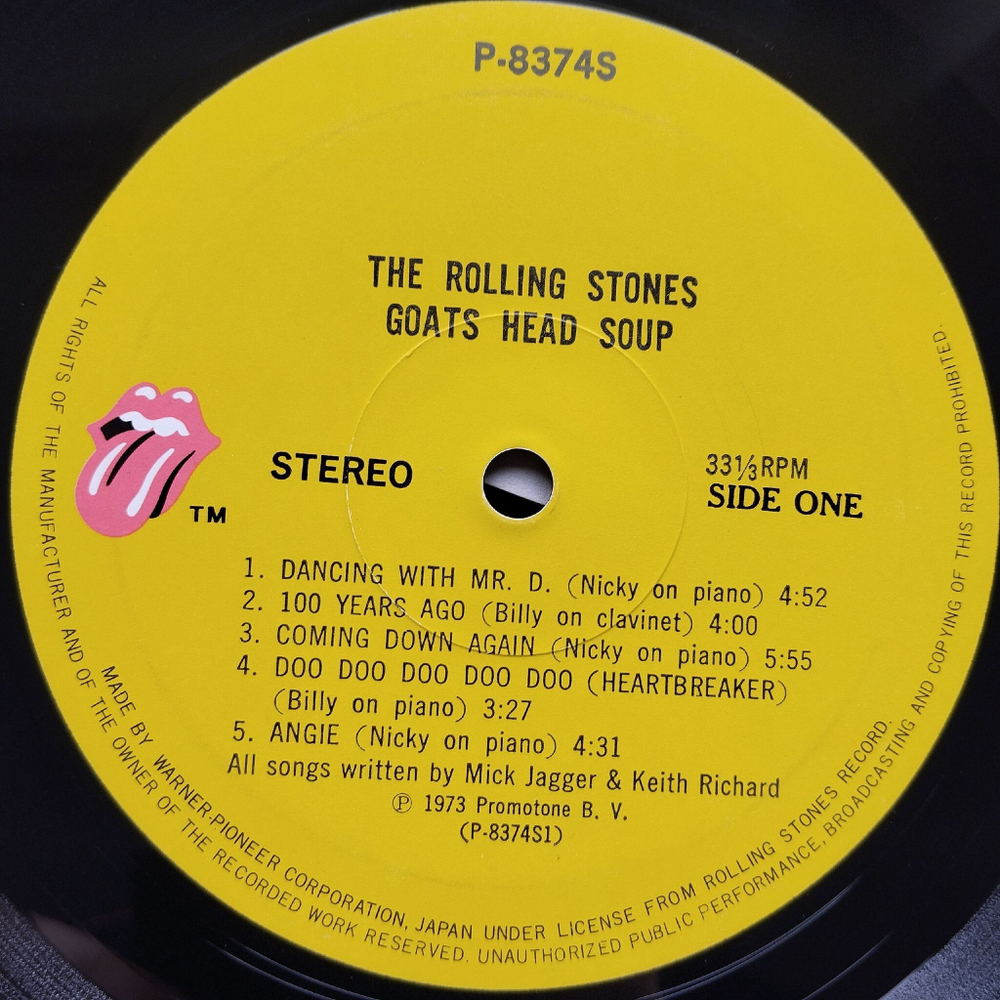 P-8374S
THE ROLLING STONES
GOATS HEAD SOUP
TM
STEREO
33⅓RPM
SIDE ONE
1. DANCING WITH MR. D. (Nicky on piano) 4:52
2. 100 YEARS AGO (Billy on clavinet) 4:00
3. COMING DOWN AGAIN (Nicky on piano) 5:55
4. DOO DOO DOO DOO DOO (HEARTBREAKER)
(Billy on piano) 3:27
5. ANGIE (Nicky on piano) 4:31
All songs written by Mick Jagger & Keith Richard
℗ 1973 Promotone B. V.
(P-8374S1)
MADE BY WARNER-PIONEER CORPORATION, JAPAN UNDER LICENSE FROM ROLLING STONES RECORD.
ALL RIGHTS OF THE MANUFACTURER AND OF THE OWNER OF THE RECORDED WORK RESERVED. UNAUTHORIZED PUBLIC PERFORMANCE, BROADCASTING AND COPYING OF THIS RECORD PROHIBITED.